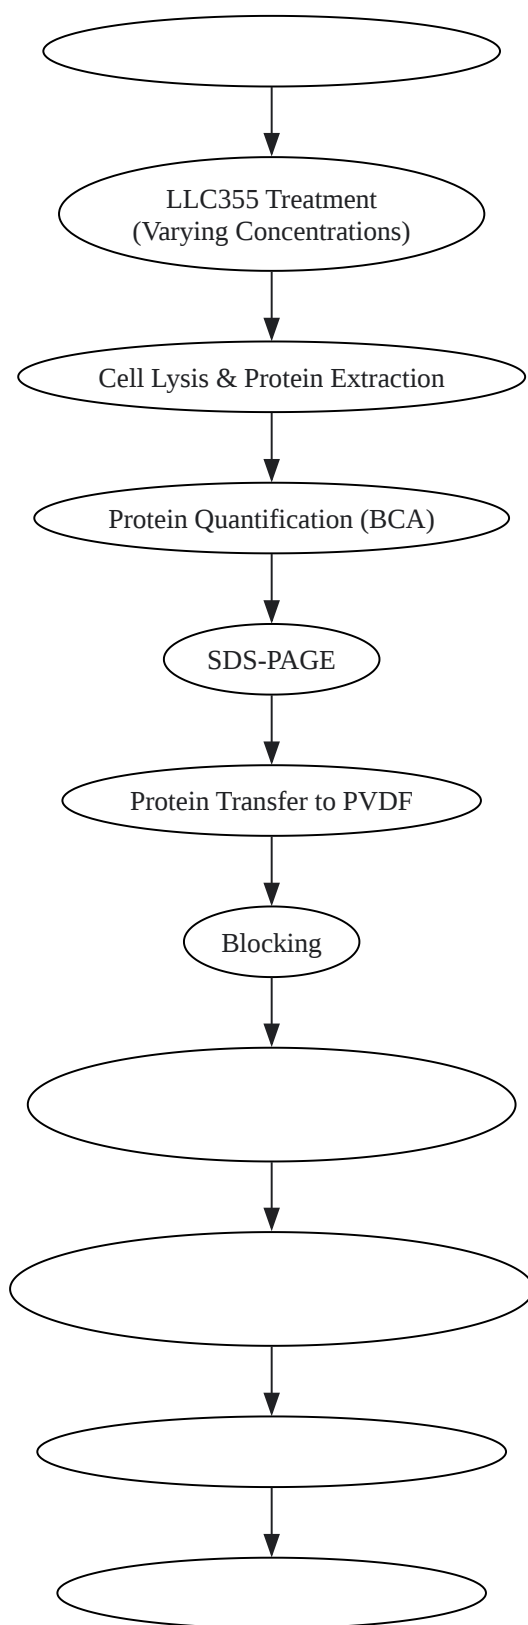 LLC355 Treatment
(Varying Concentrations)
Cell Lysis & Protein Extraction
Protein Quantification (BCA)
SDS-PAGE
Protein Transfer to PVDF
Blocking